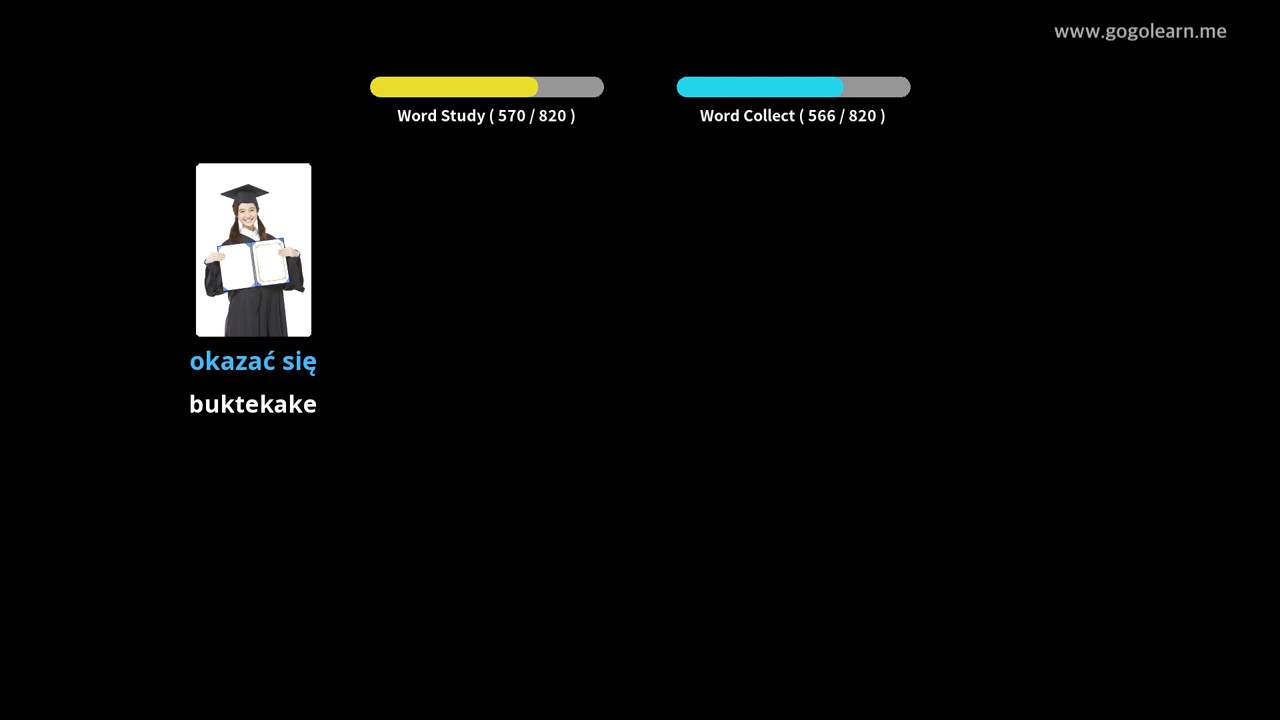 www.gogolearn.me
Word Study ( 570 / 820 )
Word Collect ( 566 / 820 )
okazać się
buktekake